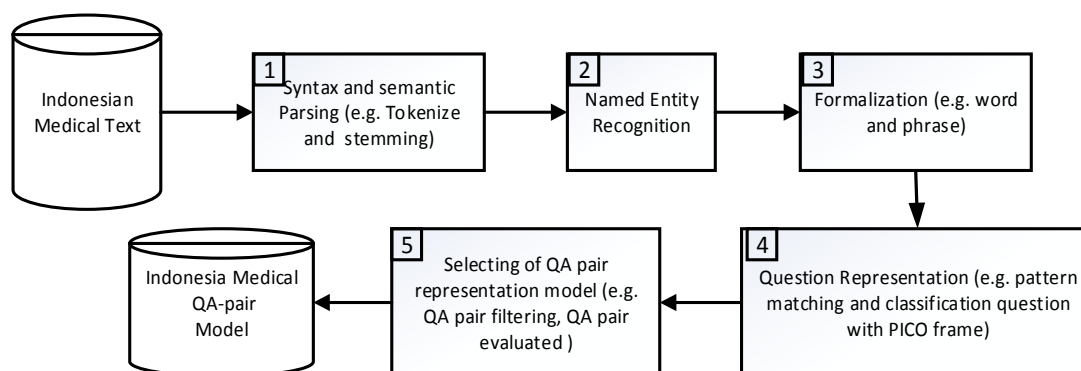 Indonesian
Medical Text
1
Syntax and semantic
Parsing (e.g. Tokenize
and stemming)
2
Named Entity
Recognition
3
Formalization (e.g. word
and phrase)
4
Question Representation (e.g. pattern
matching and classification question
with PICO frame)
5
Selecting of QA pair
representation model (e.g.
QA pair filtering, QA pair
evaluated )
Indonesia Medical
QA-pair
Model